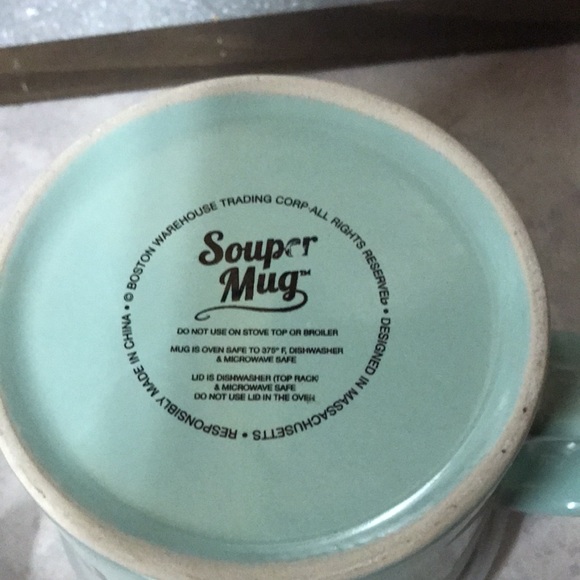 © BOSTON WAREHOUSE TRADING CORP·ALL RIGHTS RESERVED • DESIGNED IN MASSACHUSETTS • RESPONSIBLY MADE IN CHINA •
Souper
Mug™
DO NOT USE ON STOVE TOP OR BROILER
MUG IS OVEN SAFE TO 375° F, DISHWASHER
& MICROWAVE SAFE
LID IS DISHWASHER (TOP RACK)
& MICROWAVE SAFE
DO NOT USE LID IN THE OVEN